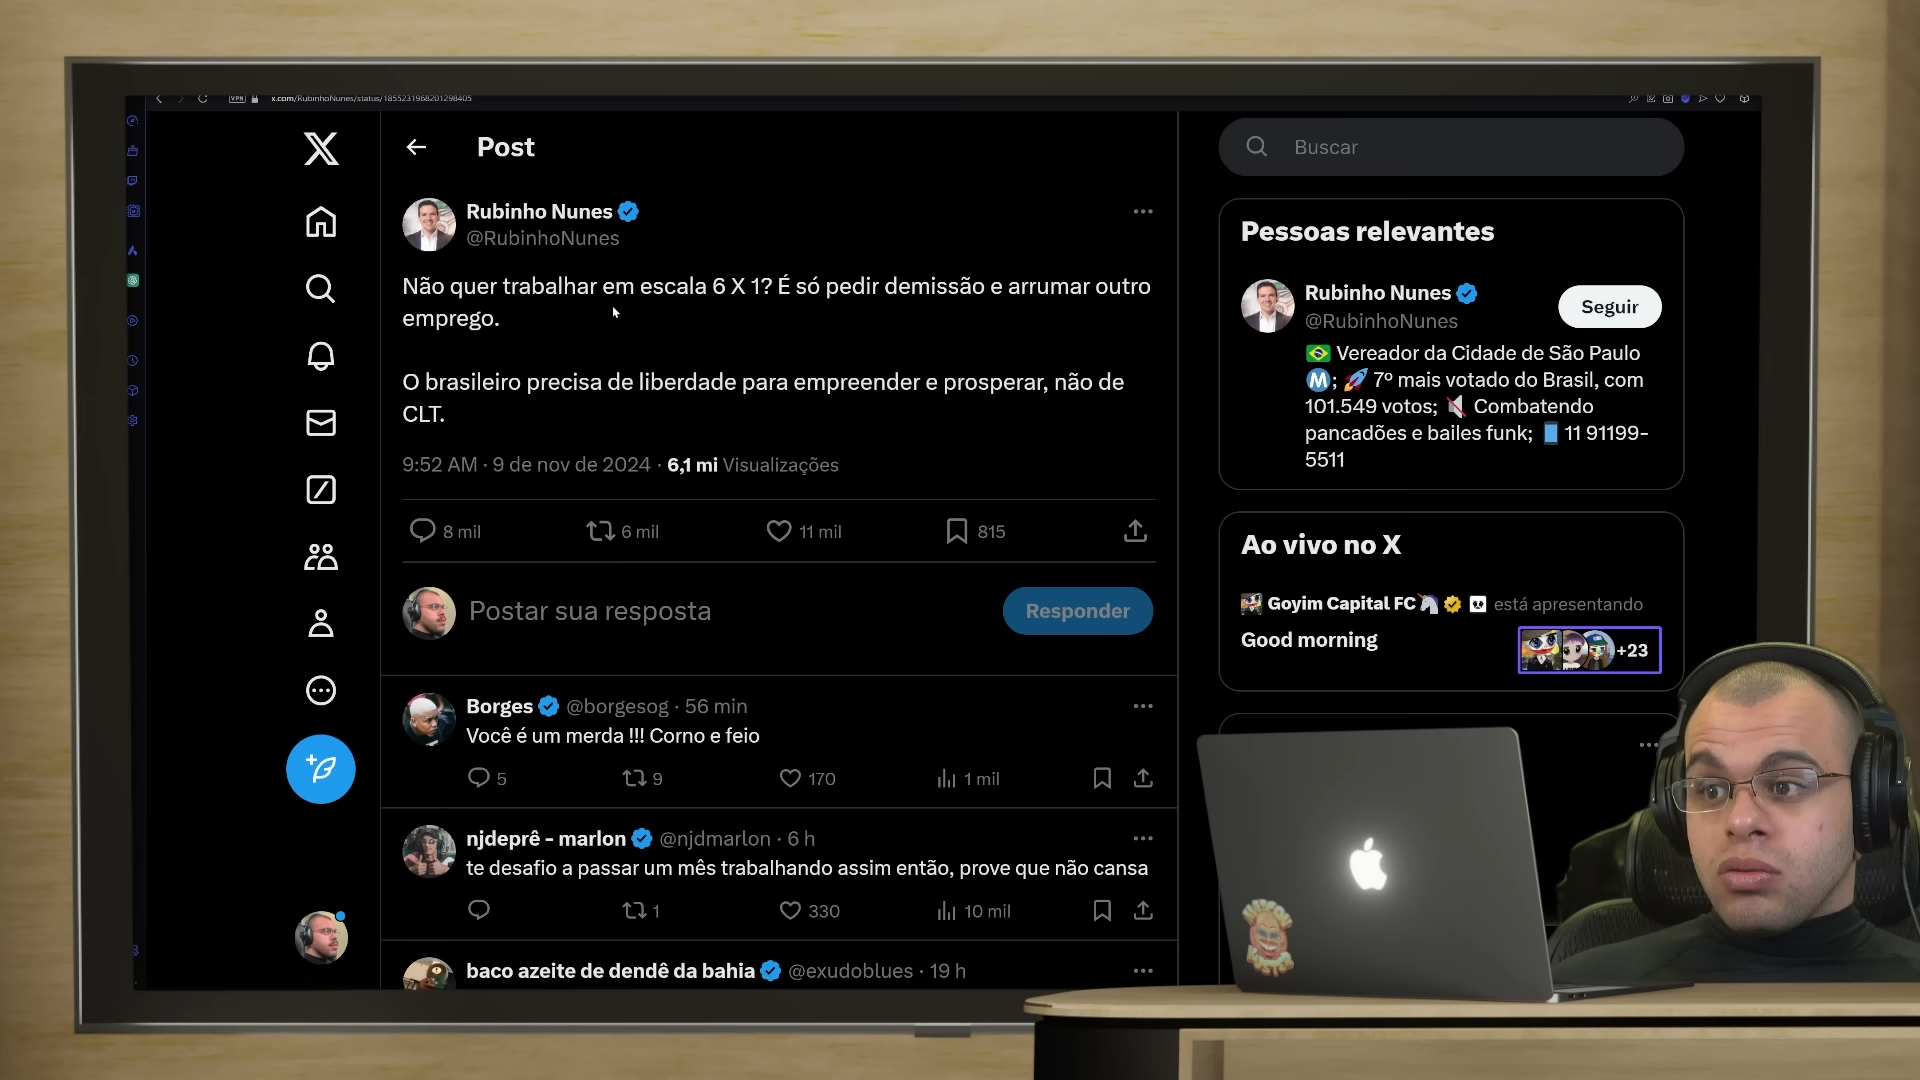 VPN x.com/RubinhoNunes/status/1855231968201298405
Post
Rubinho Nunes
@RubinhoNunes
Não quer trabalhar em escala 6 X 1? É só pedir demissão e arrumar outro
emprego.
O brasileiro precisa de liberdade para empreender e prosperar, não de
CLT.
9:52 AM · 9 de nov de 2024 · 6,1 mi Visualizações
8 mil 6 mil 11 mil 815
Postar sua resposta
Responder
Borges @borgesog · 56 min
Você é um merda !!! Corno e feio
5 9 170 1 mil
njdeprê - marlon @njdmarlon · 6 h
te desafio a passar um mês trabalhando assim então, prove que não cansa
1 330 10 mil
baco azeite de dendê da bahia @exudoblues · 19 h
Buscar
Pessoas relevantes
Rubinho Nunes
@RubinhoNunes
Seguir
🇧🇷 Vereador da Cidade de São Paulo
Ⓜ️; 🚀 7º mais votado do Brasil, com
101.549 votos; 🔇 Combatendo
pancadões e bailes funk; 📱 11 91199-
5511
Ao vivo no X
Goyim Capital FC🦄 está apresentando
Good morning
+23